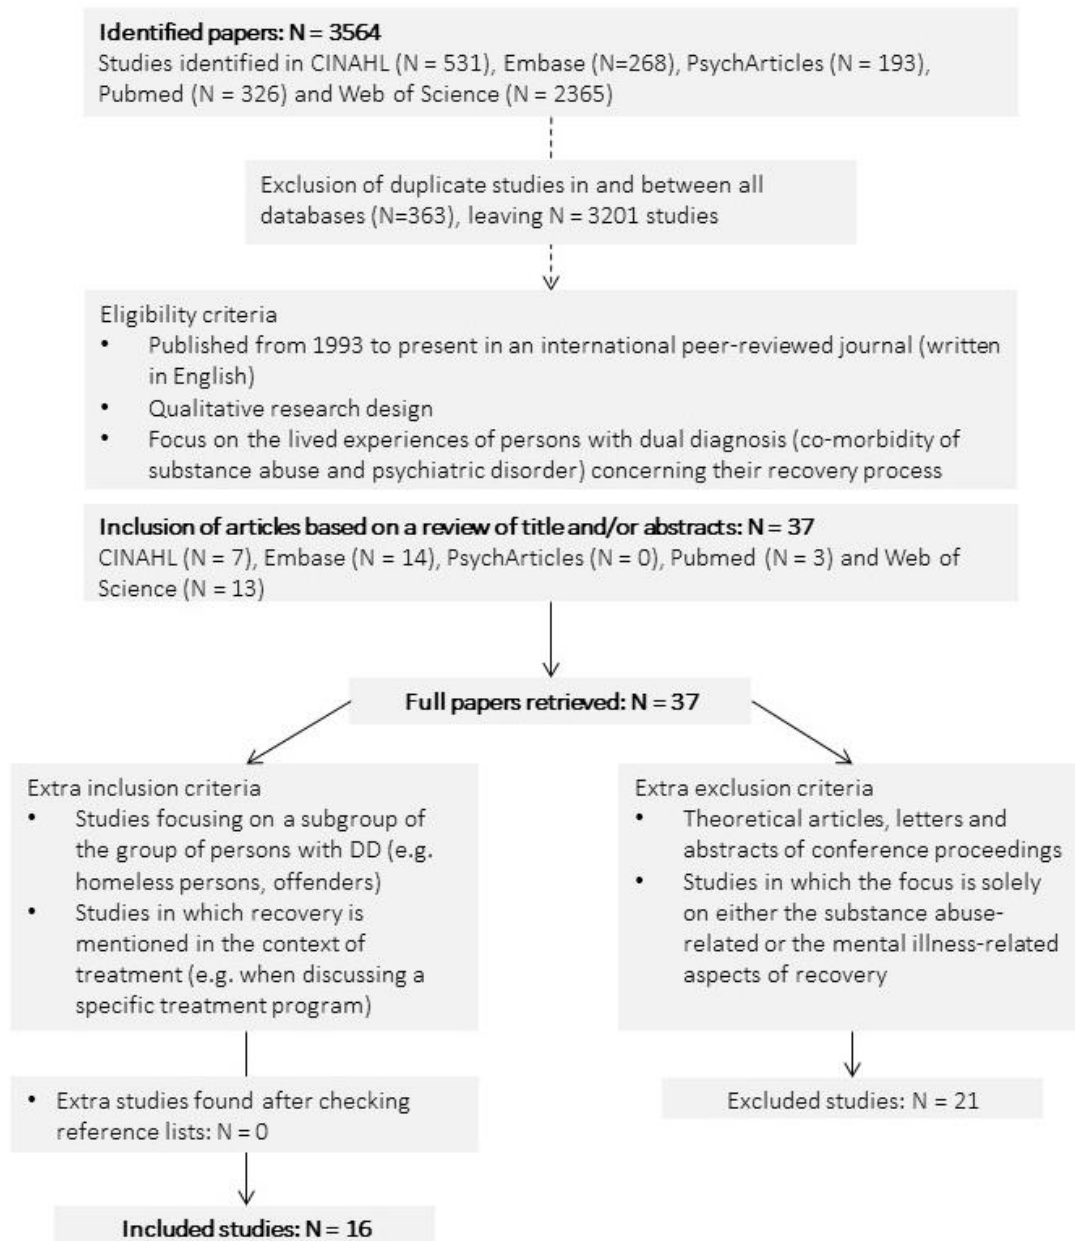 Identified papers: N = 3564
Studies identified in CINAHL (N = 531), Embase (N=268), PsychArticles (N = 193),
Pubmed (N = 326) and Web of Science (N = 2365)
Exclusion of duplicate studies in and between all
databases (N=363), leaving N = 3201 studies
Eligibility criteria
• Published from 1993 to present in an international peer-reviewed journal (written
in English)
• Qualitative research design
• Focus on the lived experiences of persons with dual diagnosis (co-morbidity of
substance abuse and psychiatric disorder) concerning their recovery process
Inclusion of articles based on a review of title and/or abstracts: N = 37
CINAHL (N = 7), Embase (N = 14), PsychArticles (N = 0), Pubmed (N = 3) and Web of
Science (N = 13)
Full papers retrieved: N = 37
Extra inclusion criteria
• Studies focusing on a subgroup of
the group of persons with DD (e.g.
homeless persons, offenders)
• Studies in which recovery is
mentioned in the context of
treatment (e.g. when discussing a
specific treatment program)
Extra exclusion criteria
• Theoretical articles, letters and
abstracts of conference proceedings
• Studies in which the focus is solely
on either the substance abuse-
related or the mental illness-related
aspects of recovery
• Extra studies found after checking
reference lists: N = 0
Excluded studies: N = 21
Included studies: N = 16